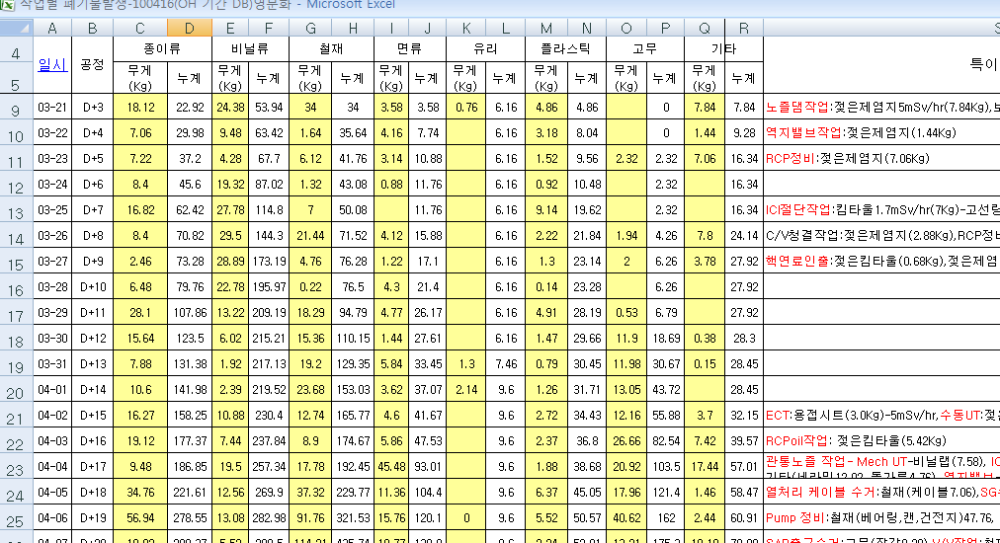 작업별 폐기물발생-100416(OH 기간 DB)영문화 - Microsoft Excel
A B C D E F G H I J K L M N O P Q R S
4 일시 공정 종이류 비닐류 철재 면류 유리 플라스틱 고무 기타 특이
5 무게(Kg) 누계 무게(Kg) 누계 무게(Kg) 누계 무게(Kg) 누계 무게(Kg) 누계 무게(Kg) 누계 무게(Kg) 누계 무게(Kg) 누계
9 03-21 D+3 18.12 22.92 24.38 53.94 34 34 3.58 3.58 0.76 6.16 4.86 4.86 0 7.84 7.84 노즐댐작업:젖은제염지5mSv/hr(7.84Kg),보
10 03-22 D+4 7.06 29.98 9.48 63.42 1.64 35.64 4.16 7.74 6.16 3.18 8.04 0 1.44 9.28 역지밸브작업:젖은제염지(1.44Kg)
11 03-23 D+5 7.22 37.2 4.28 67.7 6.12 41.76 3.14 10.88 6.16 1.52 9.56 2.32 2.32 7.06 16.34 RCP정비:젖은제염지(7.06Kg)
12 03-24 D+6 8.4 45.6 19.32 87.02 1.32 43.08 0.88 11.76 6.16 0.92 10.48 2.32 16.34
13 03-25 D+7 16.82 62.42 27.78 114.8 7 50.08 11.76 6.16 9.14 19.62 2.32 16.34 ICI절단작업:킴타올1.7mSv/hr(7Kg)-고선량
14 03-26 D+8 8.4 70.82 29.5 144.3 21.44 71.52 4.12 15.88 6.16 2.22 21.84 1.94 4.26 7.8 24.14 C/V청결작업:젖은제염지(2.88Kg),RCP정비
15 03-27 D+9 2.46 73.28 28.89 173.19 4.76 76.28 1.22 17.1 6.16 1.3 23.14 2 6.26 3.78 27.92 핵연료인출:젖은킴타올(0.68Kg),젖은제염
16 03-28 D+10 6.48 79.76 22.78 195.97 0.22 76.5 4.3 21.4 6.16 0.14 23.28 6.26 27.92
17 03-29 D+11 28.1 107.86 13.22 209.19 18.29 94.79 4.77 26.17 6.16 4.91 28.19 0.53 6.79 27.92
18 03-30 D+12 15.64 123.5 6.02 215.21 15.36 110.15 1.44 27.61 6.16 1.47 29.66 11.9 18.69 0.38 28.3
19 03-31 D+13 7.88 131.38 1.92 217.13 19.2 129.35 5.84 33.45 1.3 7.46 0.79 30.45 11.98 30.67 0.15 28.45
20 04-01 D+14 10.6 141.98 2.39 219.52 23.68 153.03 3.62 37.07 2.14 9.6 1.26 31.71 13.05 43.72 28.45
21 04-02 D+15 16.27 158.25 10.88 230.4 12.74 165.77 4.6 41.67 9.6 2.72 34.43 12.16 55.88 3.7 32.15 ECT:용접시트(3.0Kg)-5mSv/hr,수동UT:젖은
22 04-03 D+16 19.12 177.37 7.44 237.84 8.9 174.67 5.86 47.53 9.6 2.37 36.8 26.66 82.54 7.42 39.57 RCPoil작업: 젖은킴타올(5.42Kg)
23 04-04 D+17 9.48 186.85 19.5 257.34 17.78 192.45 45.48 93.01 9.6 1.88 38.68 20.92 103.5 17.44 57.01 관통노즐 작업- Mech UT-비닐랩(7.58),
24 04-05 D+18 34.76 221.61 12.56 269.9 37.32 229.77 11.36 104.4 9.6 6.37 45.05 17.96 121.4 1.46 58.47 열처리 케이블 수거:철재(케이블7.06),SG
25 04-06 D+19 56.94 278.55 13.08 282.98 91.76 321.53 15.76 120.1 0 9.6 5.52 50.57 40.62 162 2.44 60.91 Pump 정비:철재(베어링,캔,건전지)47.76,